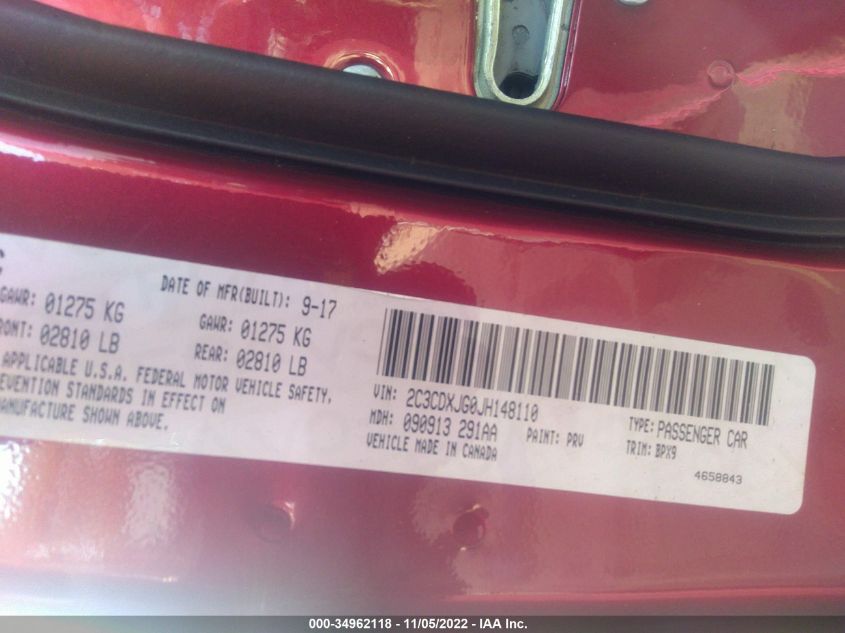 DATE OF MFR(BUILT): 9-17
GAWR: 01275 KG
GAWR: 01275 KG
FRONT: 02810 LB
REAR: 02810 LB
APPLICABLE U.S.A. FEDERAL MOTOR VEHICLE SAFETY,
STANDARDS IN EFFECT ON
MANUFACTURE SHOWN ABOVE.
VIN: 2C3CDXJG0JH148110
MDH: 090913 291AA
PAINT: PRV
VEHICLE MADE IN CANADA
TYPE: PASSENGER CAR
TRIM: BPX9
4658843
000-34962118 - 11/05/2022 - IAA Inc.